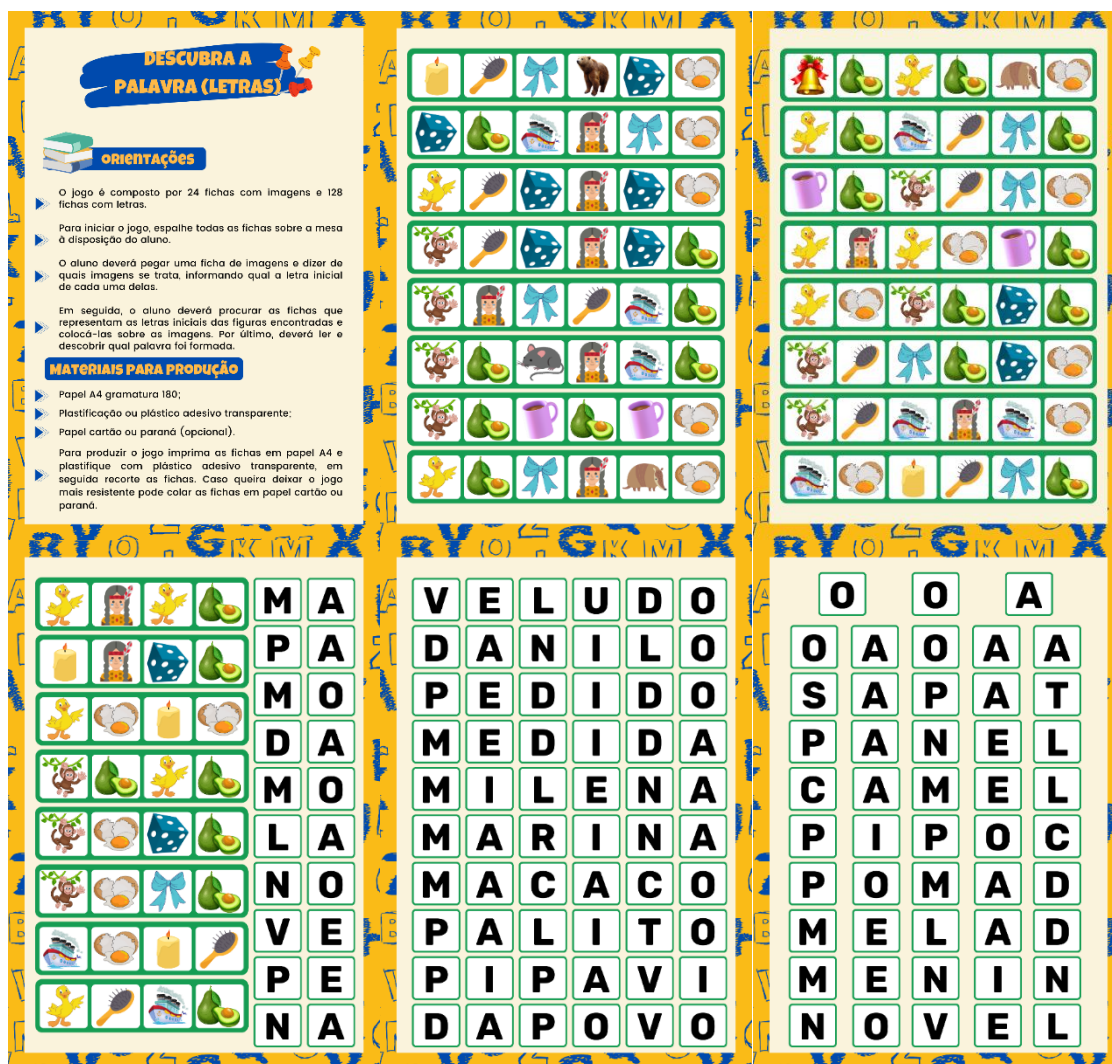 DESCUBRA A
PALAVRA (LETRAS)
ORIENTAÇÕES
O jogo é composto por 24 fichas com imagens e 128
fichas com letras.
Para iniciar o jogo, espalhe todas as fichas sobre a mesa
à disposição do aluno.
O aluno deverá pegar uma ficha de imagens e dizer de
quais imagens se trata, informando qual a letra inicial
de cada uma delas.
Em seguida, o aluno deverá procurar as fichas que
representam as letras iniciais das figuras encontradas e
colocá-las sobre as imagens. Por último, deverá ler e
descobrir qual palavra foi formada.
MATERIAIS PARA PRODUÇÃO
Papel A4 gramatura 180;
Plastificação ou plástico adesivo transparente;
Papel cartão ou paraná (opcional).
Para produzir o jogo imprima as fichas em papel A4 e
plastifique com plástico adesivo transparente, em
seguida recorte as fichas. Caso queira deixar o jogo
mais resistente pode colar as fichas em papel cartão ou
paraná.
M A
P A
M O
D A
M O
L A
N O
V E
P E
N A
V E L U D O
D A N I L O
P E D I D O
M E D I D A
M I L E N A
M A R I N A
M A C A C O
P A L I T O
P I P A V I
D A P O V O
O O A
O A O A A
S A P A T
P A N E L
C A M E L
P I P O C
P O M A D
M E L A D
M E N I N
N O V E L